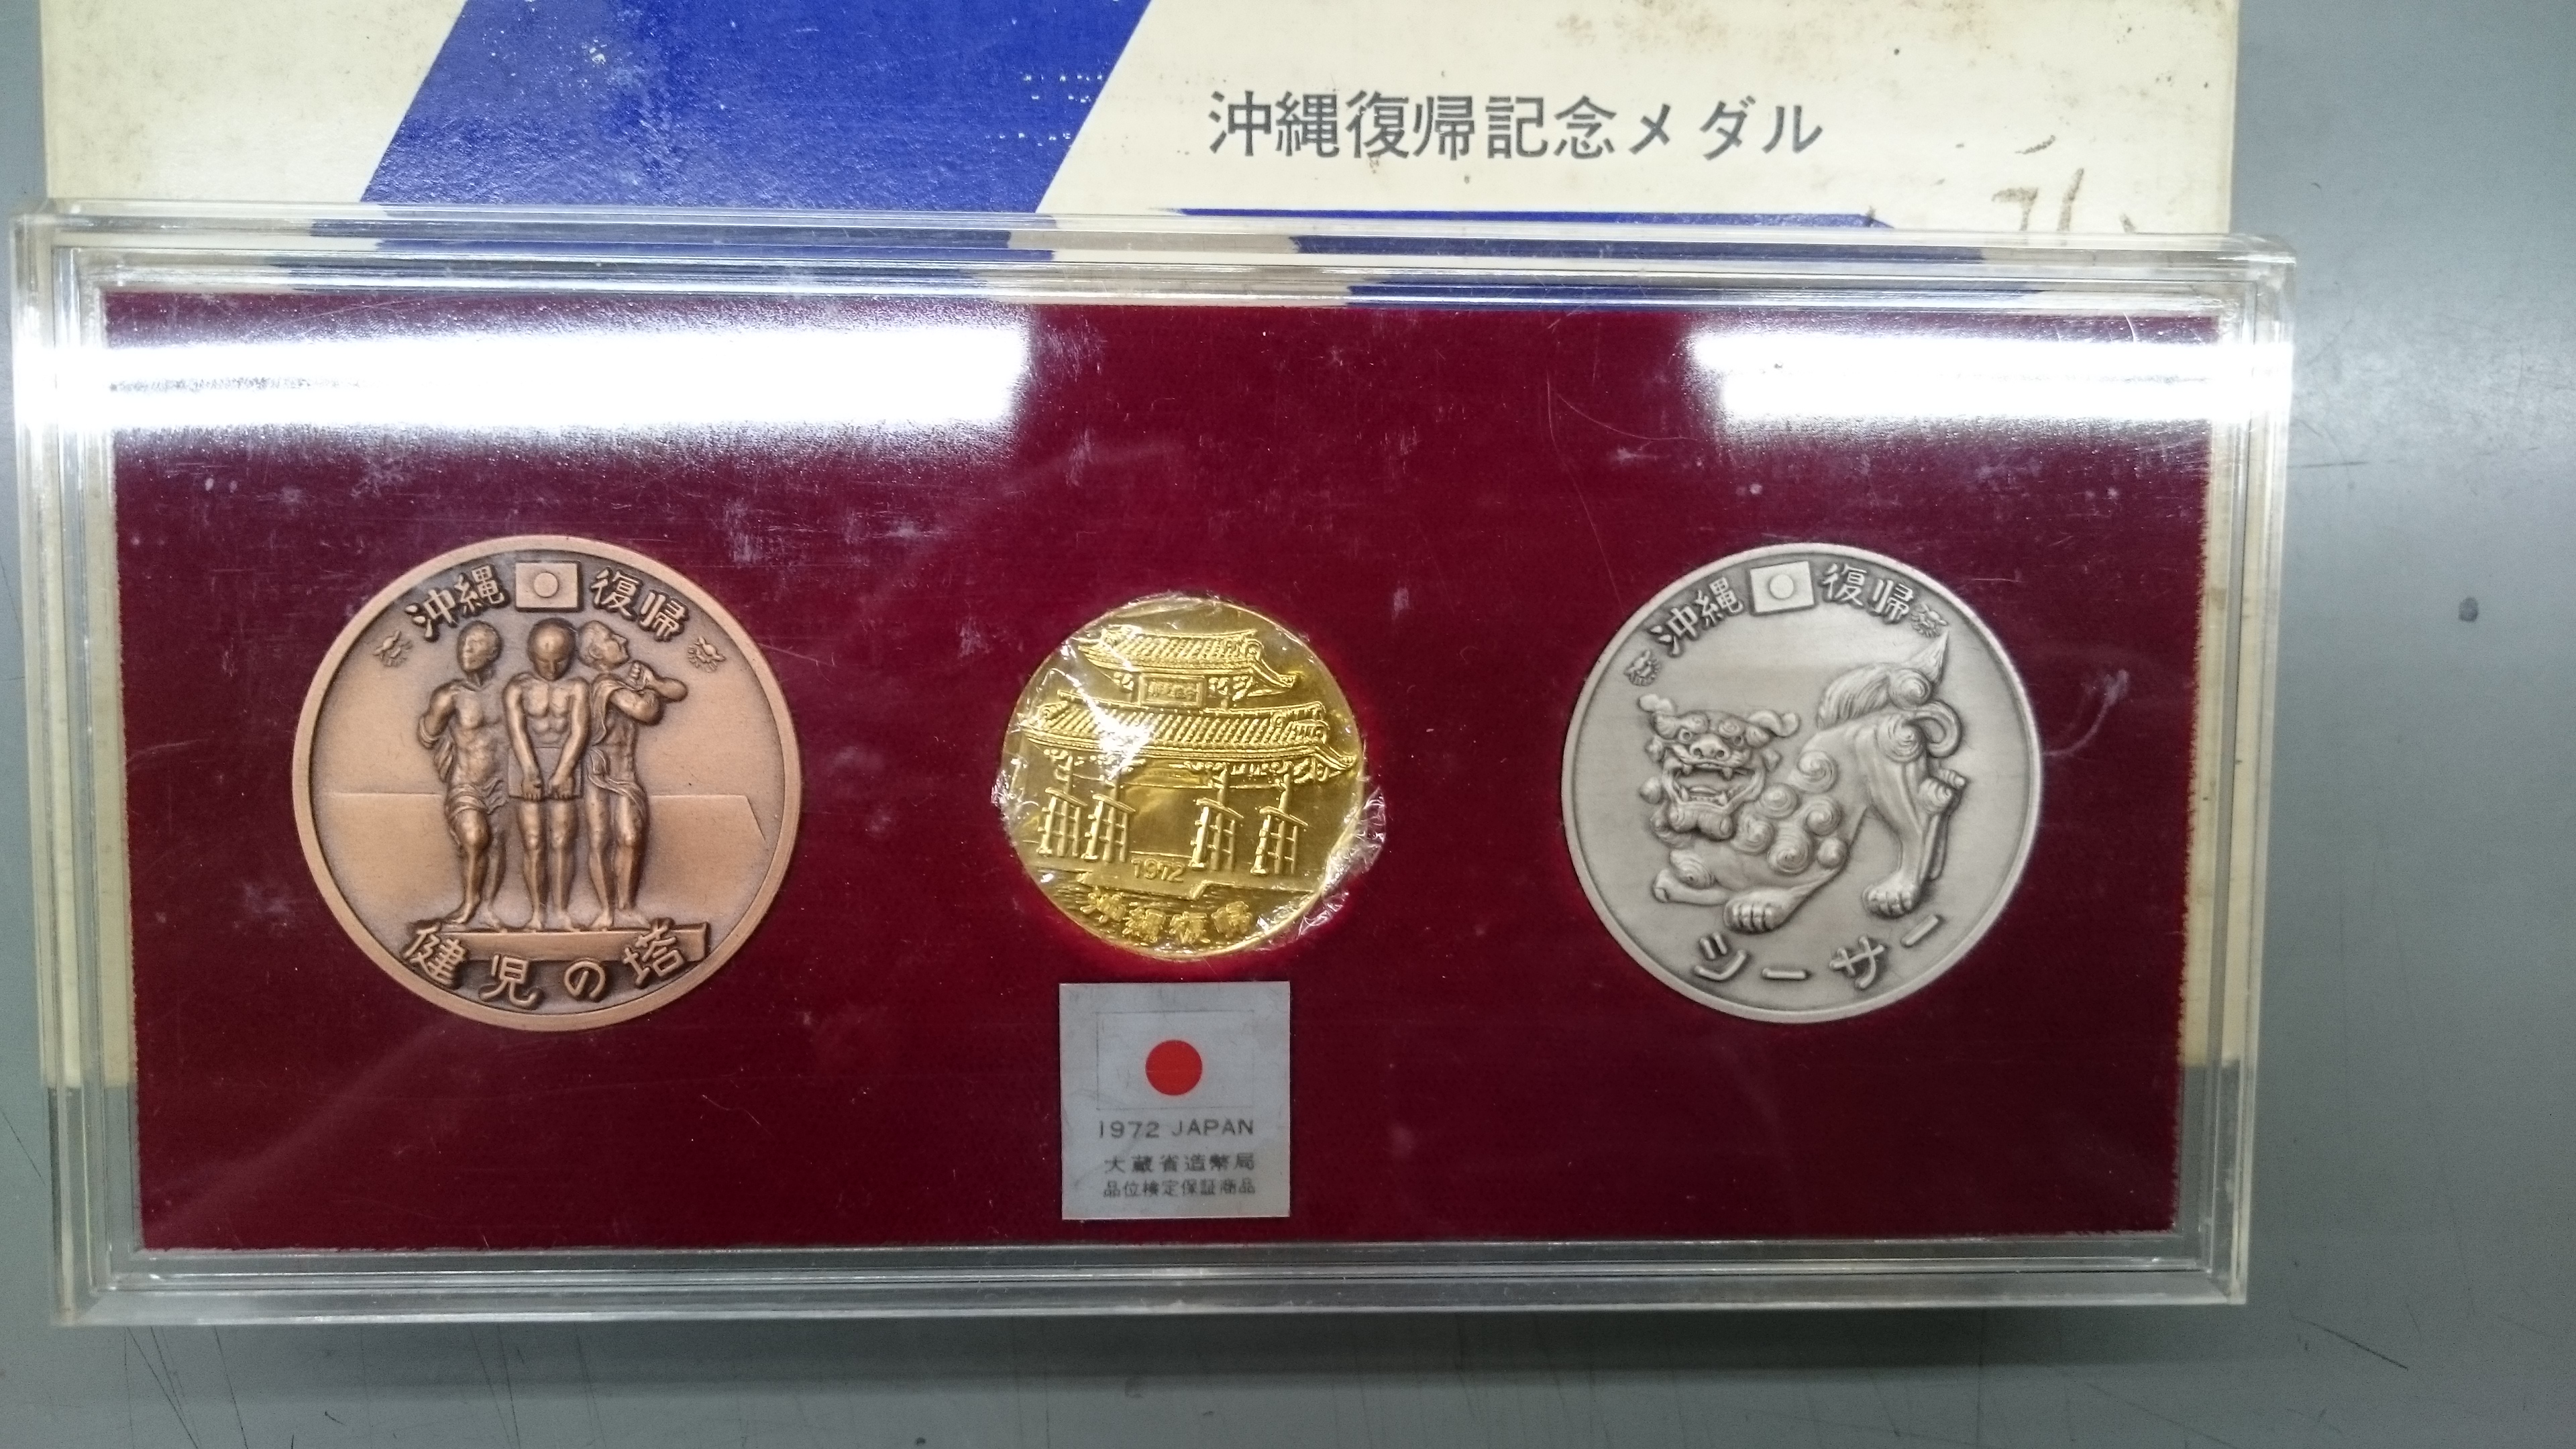 沖縄復帰記念メダル
沖縄 復帰
健児の塔
1972
沖縄復帰
沖縄 復帰
シーサー
1972 JAPAN
大蔵省造幣局
品位検定保証商品